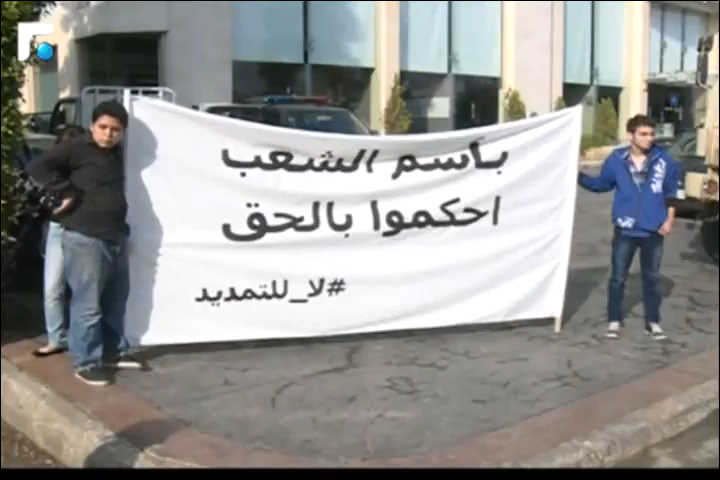 باسم الشعب
احكموا بالحق
#لا_للتمديد